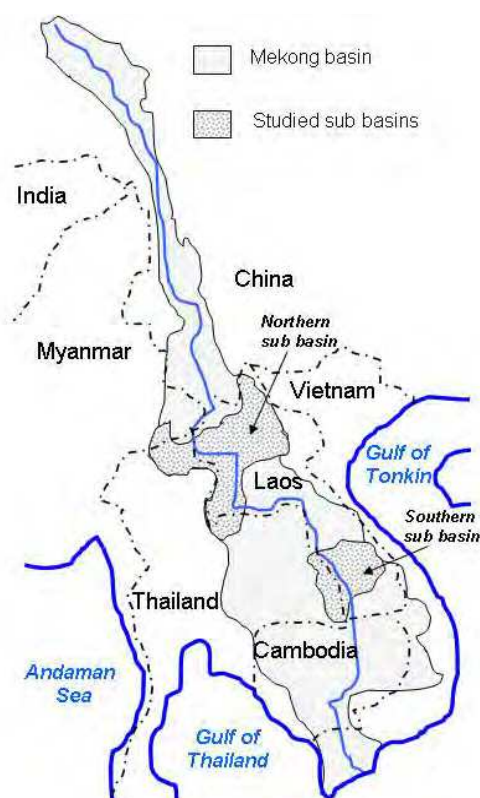 Mekong basin
Studied sub basins
India
China
Northern
sub basin
Myanmar
Vietnam
Gulf of
Tonkin
Laos
Southern
sub basin
Thailand
Cambodia
Andaman
Sea
Gulf of
Thailand